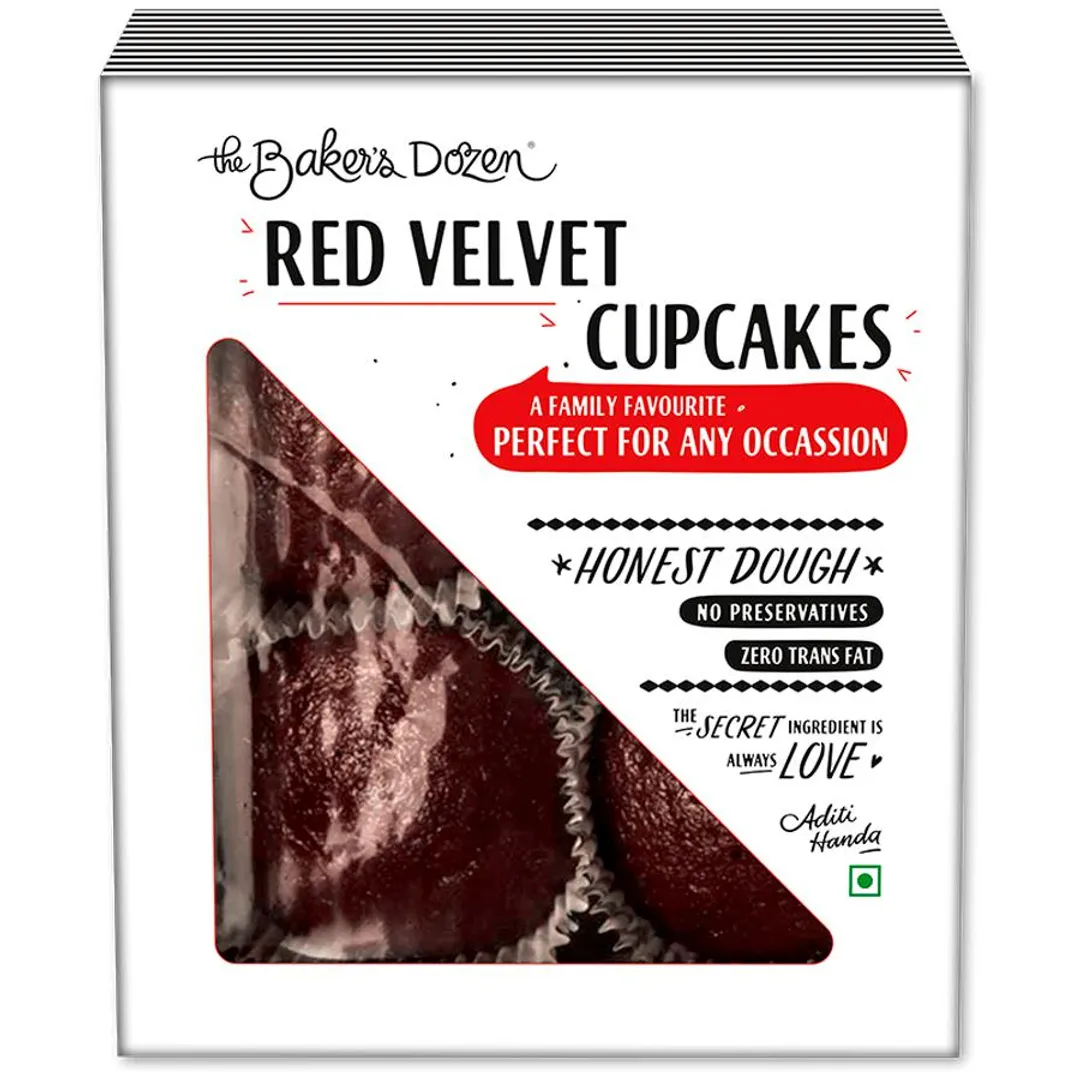 the Baker's Dozen®
RED VELVET
CUPCAKES
A FAMILY FAVOURITE
PERFECT FOR ANY OCCASSION
*HONEST DOUGH*
NO PRESERVATIVES
ZERO TRANS FAT
THE SECRET INGREDIENT IS
ALWAYS LOVE
Aditi
Handa